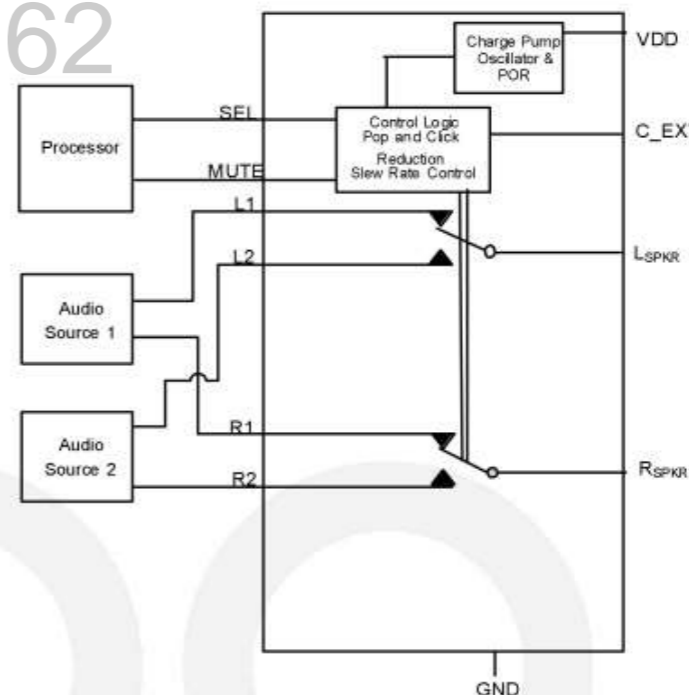 62
Charge Pump
Oscillator &
POR
VDD
Processor
SEL
MUTE
Control Logic
Pop and Click
Reduction
Slew Rate Control
C_EX
L1
L2
LSPKR
Audio
Source 1
Audio
Source 2
R1
R2
RSPKR
GND